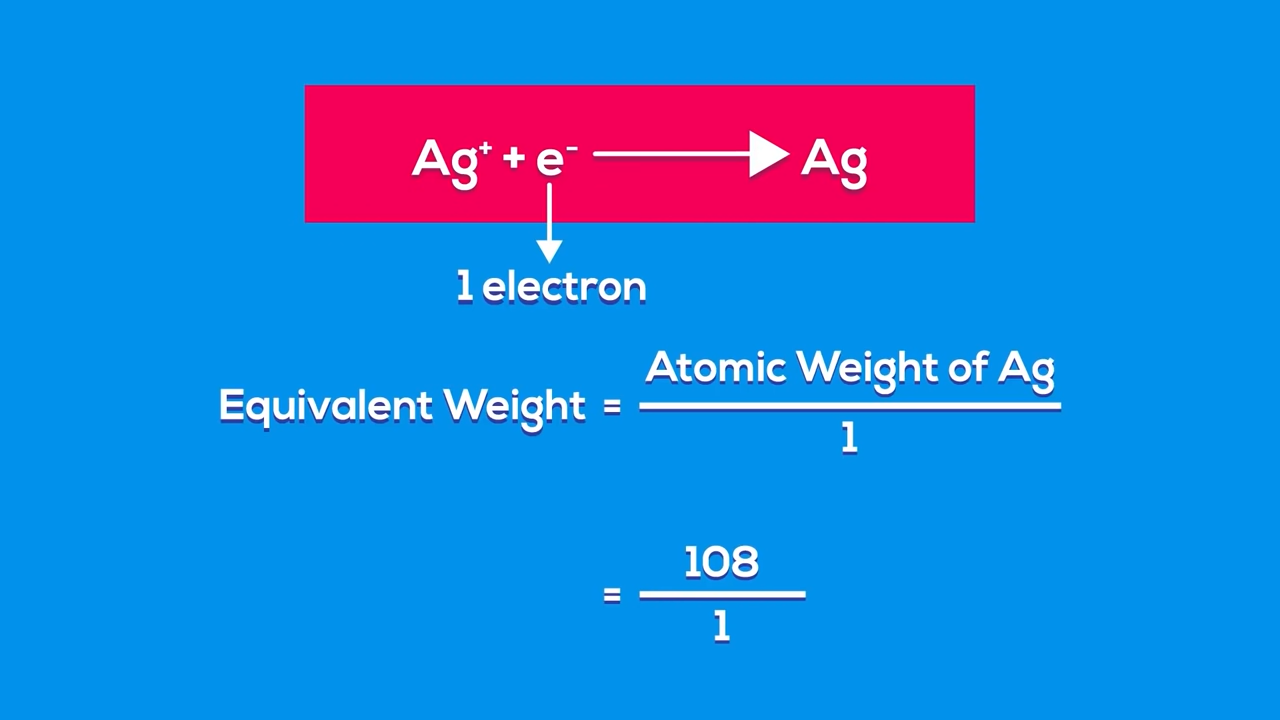 Ag⁺ + e⁻ ⟶ Ag
1 electron
Equivalent Weight = Atomic Weight of Ag
1
= 108
1